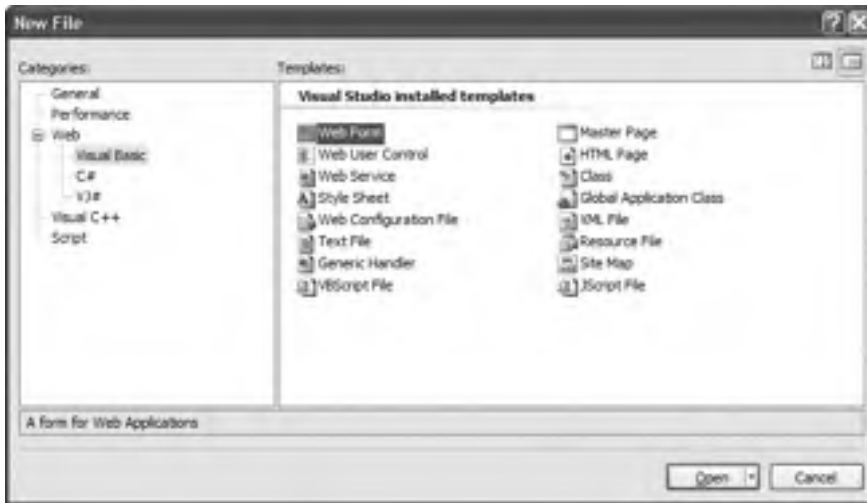 New File
Categories:
Templates:
General
Performance
Web
Visual Basic
C#
VJ#
Visual C++
Script
Visual Studio installed templates
Web Form
Master Page
Web User Control
HTML Page
Web Service
Class
Style Sheet
Global Application Class
Web Configuration File
XML File
Text File
Resource File
Generic Handler
Site Map
VBScript File
JScript File
A form for Web Applications
Open
Cancel